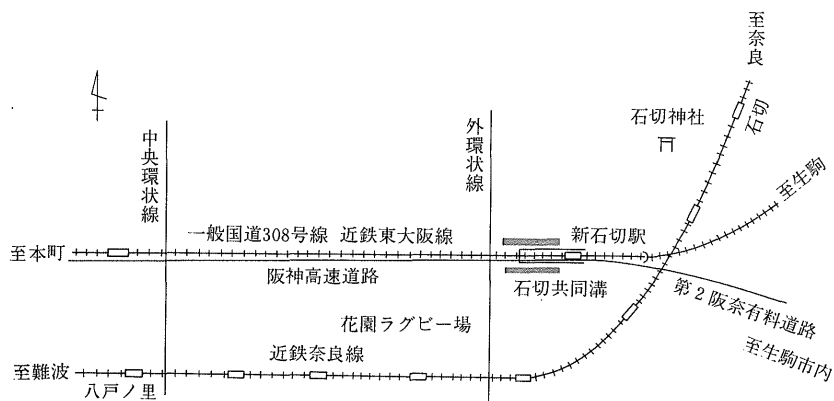 至奈良
石切
石切神社
至生駒
中央環状線
外環状線
一般国道308号線
近鉄東大阪線
新石切駅
至本町
阪神高速道路
石切共同溝
第2阪奈有料道路
至生駒市内
花園ラグビー場
近鉄奈良線
至難波
八戸ノ里